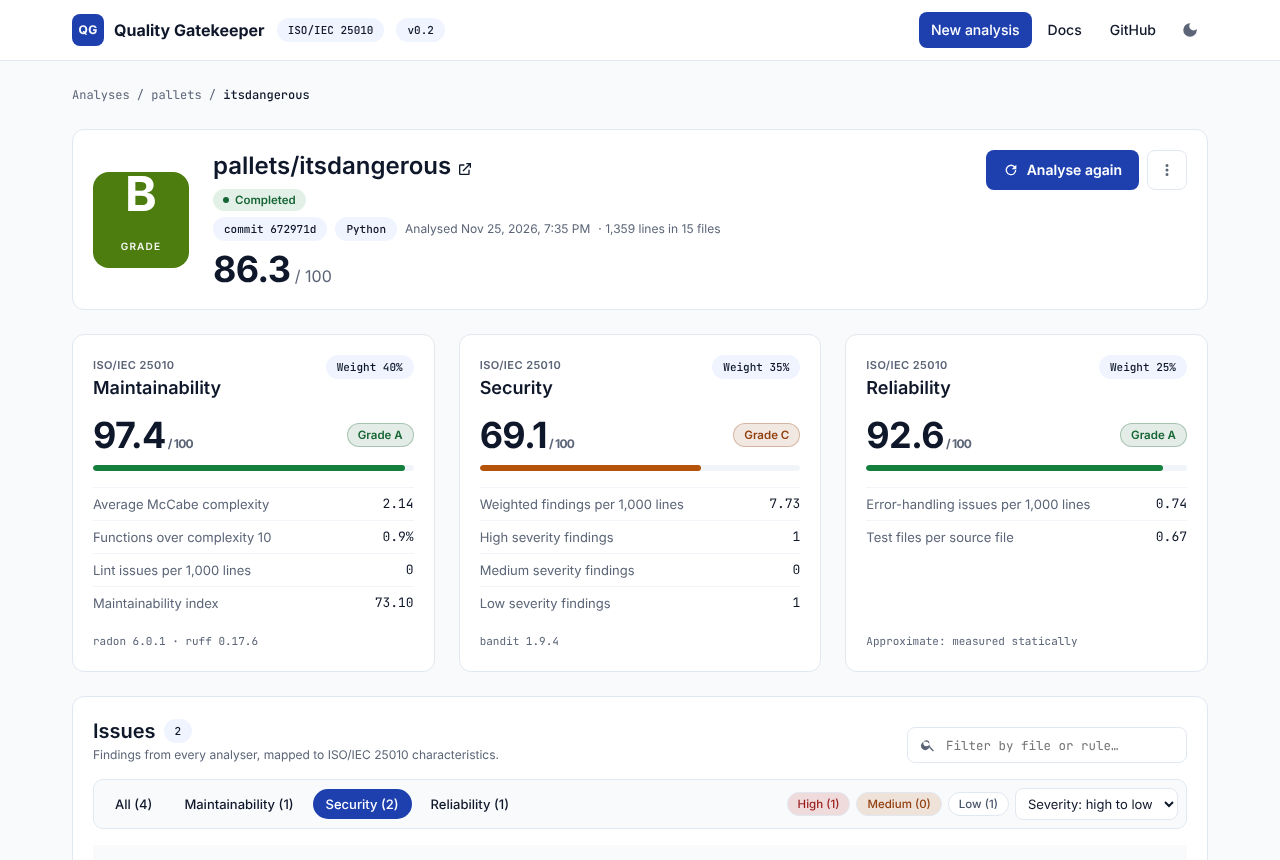 QG Quality Gatekeeper ISO/IEC 25010 v0.2 New analysis Docs GitHub
Analyses / pallets / itsdangerous
B
GRADE
pallets/itsdangerous
Completed
commit 672971d Python Analysed Nov 25, 2026, 7:35 PM · 1,359 lines in 15 files
86.3 / 100
Analyse again
ISO/IEC 25010
Maintainability
Weight 40%
97.4 / 100
Grade A
Average McCabe complexity 2.14
Functions over complexity 10 0.9%
Lint issues per 1,000 lines 0
Maintainability index 73.10
radon 6.0.1 · ruff 0.17.6
ISO/IEC 25010
Security
Weight 35%
69.1 / 100
Grade C
Weighted findings per 1,000 lines 7.73
High severity findings 1
Medium severity findings 0
Low severity findings 1
bandit 1.9.4
ISO/IEC 25010
Reliability
Weight 25%
92.6 / 100
Grade A
Error-handling issues per 1,000 lines 0.74
Test files per source file 0.67
Approximate: measured statically
Issues 2
Findings from every analyser, mapped to ISO/IEC 25010 characteristics.
Filter by file or rule…
All (4) Maintainability (1) Security (2) Reliability (1) High (1) Medium (0) Low (1) Severity: high to low